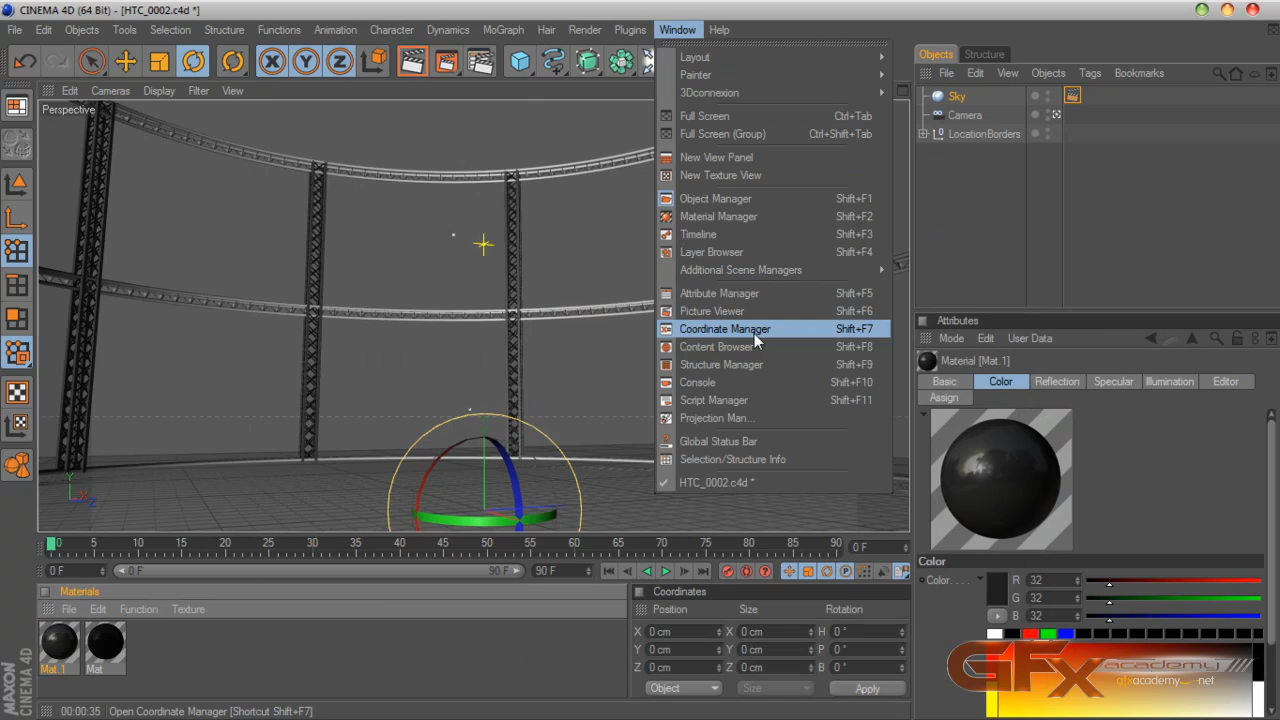 CINEMA 4D (64 Bit) - [HTC_0002.c4d *]
File Edit Objects Tools Selection Structure Functions Animation Character Dynamics MoGraph Hair Render Plugins Window Help
Edit Cameras Display Filter View
Perspective
Layout
Painter
3Dconnexion
Full Screen Ctrl+Tab
Full Screen (Group) Ctrl+Shift+Tab
New View Panel
New Texture View
Object Manager Shift+F1
Material Manager Shift+F2
Timeline Shift+F3
Layer Browser Shift+F4
Additional Scene Managers
Attribute Manager Shift+F5
Picture Viewer Shift+F6
Coordinate Manager Shift+F7
Content Browser Shift+F8
Structure Manager Shift+F9
Console Shift+F10
Script Manager Shift+F11
Projection Man...
Global Status Bar
Selection/Structure Info
HTC_0002.c4d *
Objects Structure
File Edit View Objects Tags Bookmarks
Sky
Camera
LocationBorders
Attributes
Mode Edit User Data
Material [Mat.1]
Basic Color Reflection Specular Illumination Editor
Assign
Color
Color.... R 32
G 32
B 32
X Y Z
Y X Z
0 5 10 15 20 25 30 35 40 45 50 55 60 65 70 75 80 85 90 0 F
0 F 0 F 90 F 90 F
Materials
File Edit Function Texture
Mat.1 Mat
Coordinates
Position Size Rotation
X 0 cm X 0 cm H 0 °
Y 0 cm Y 0 cm P 0 °
Z 0 cm Z 0 cm B 0 °
Object Size Apply
MAXON CINEMA 4D
00:00:35 Open Coordinate Manager [Shortcut Shift+F7]
GFx academy
gfxacademy.net